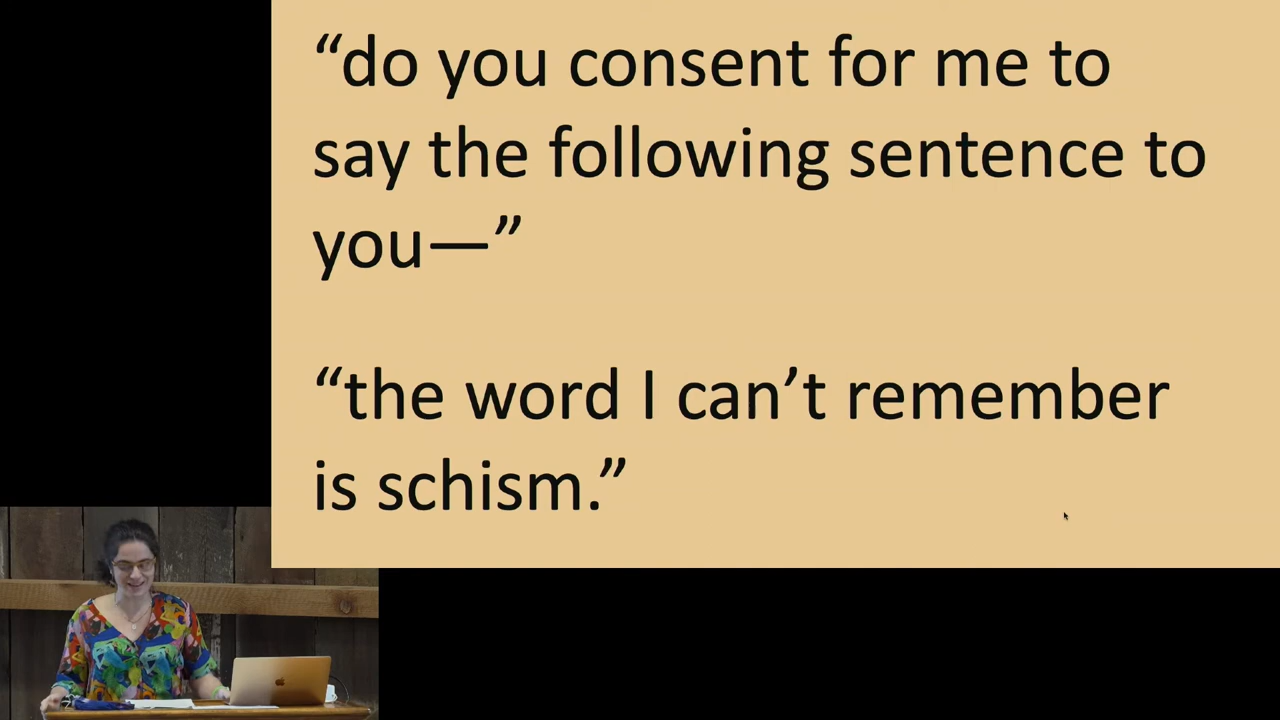 “do you consent for me to
say the following sentence to
you—”
“the word I can’t remember
is schism.”